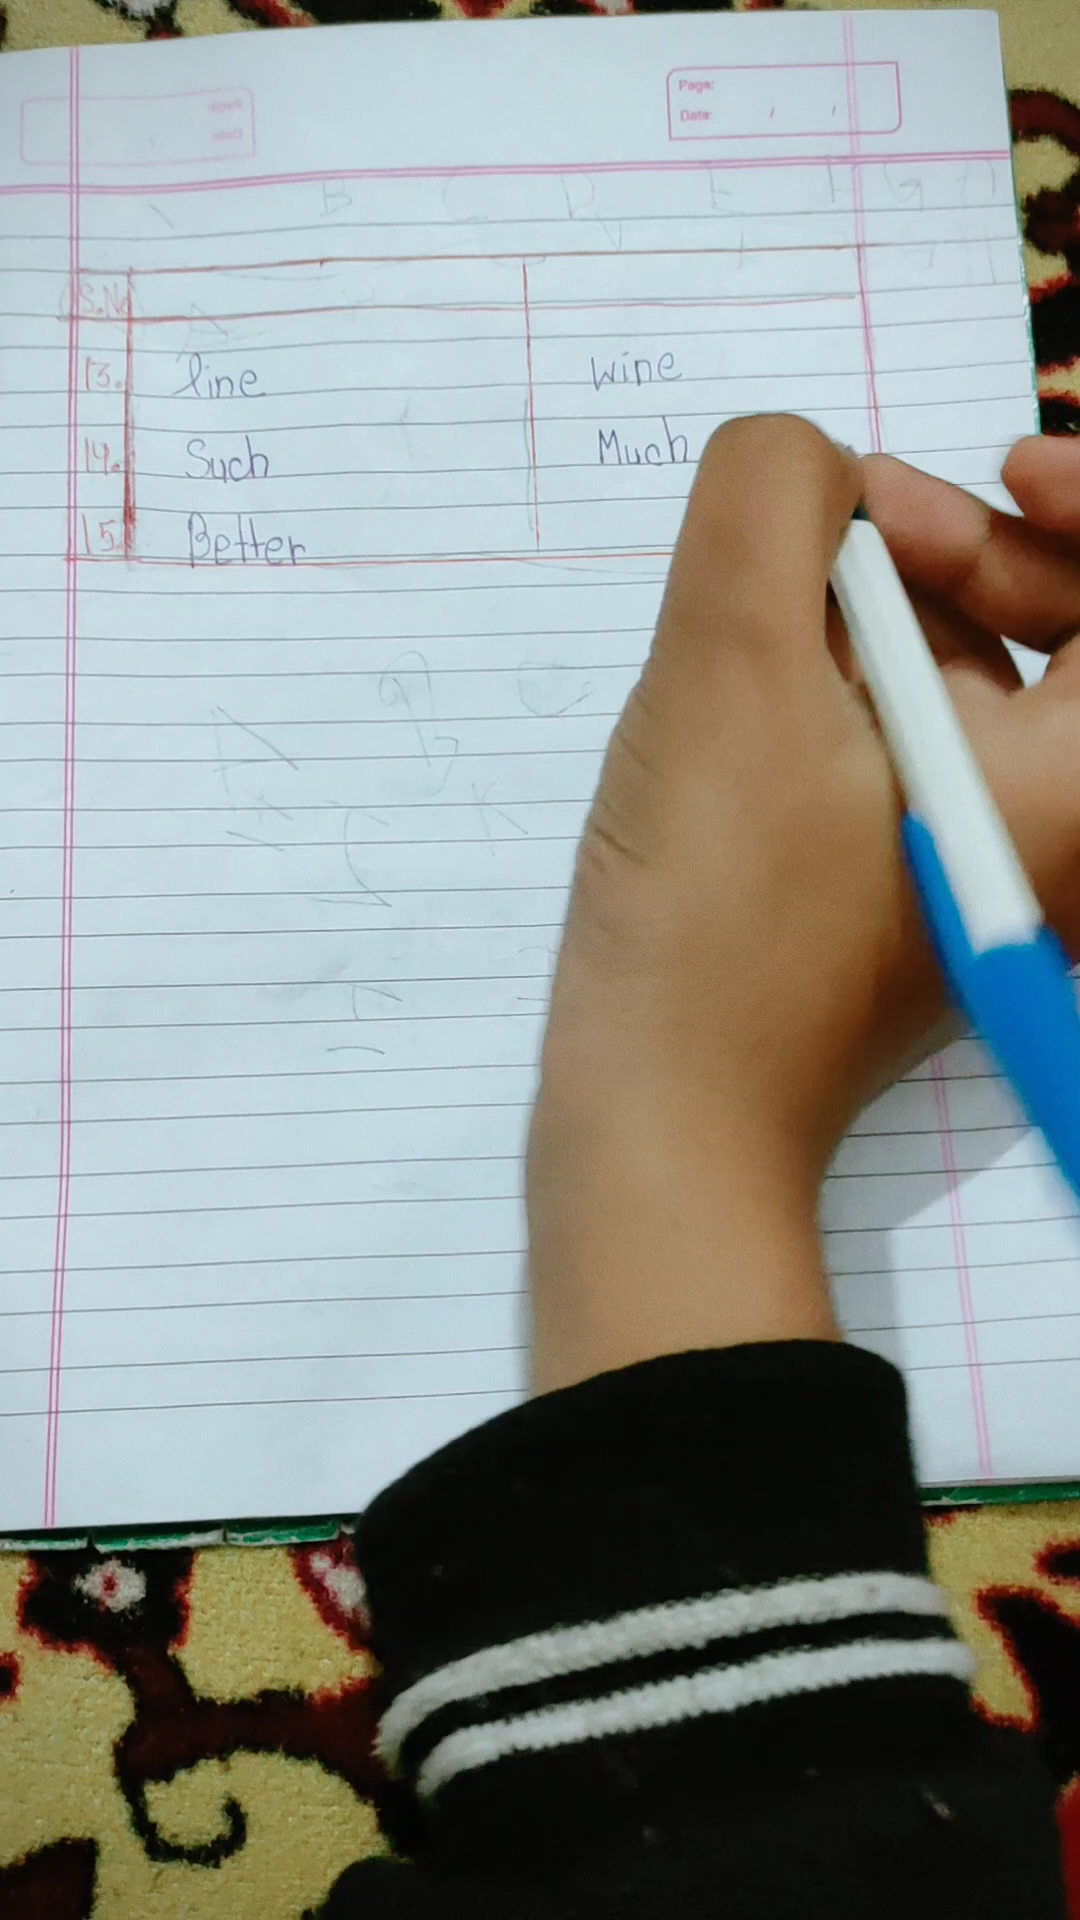 Page:
Date:
S.No
13. line wine
14. Such Much
15. Better